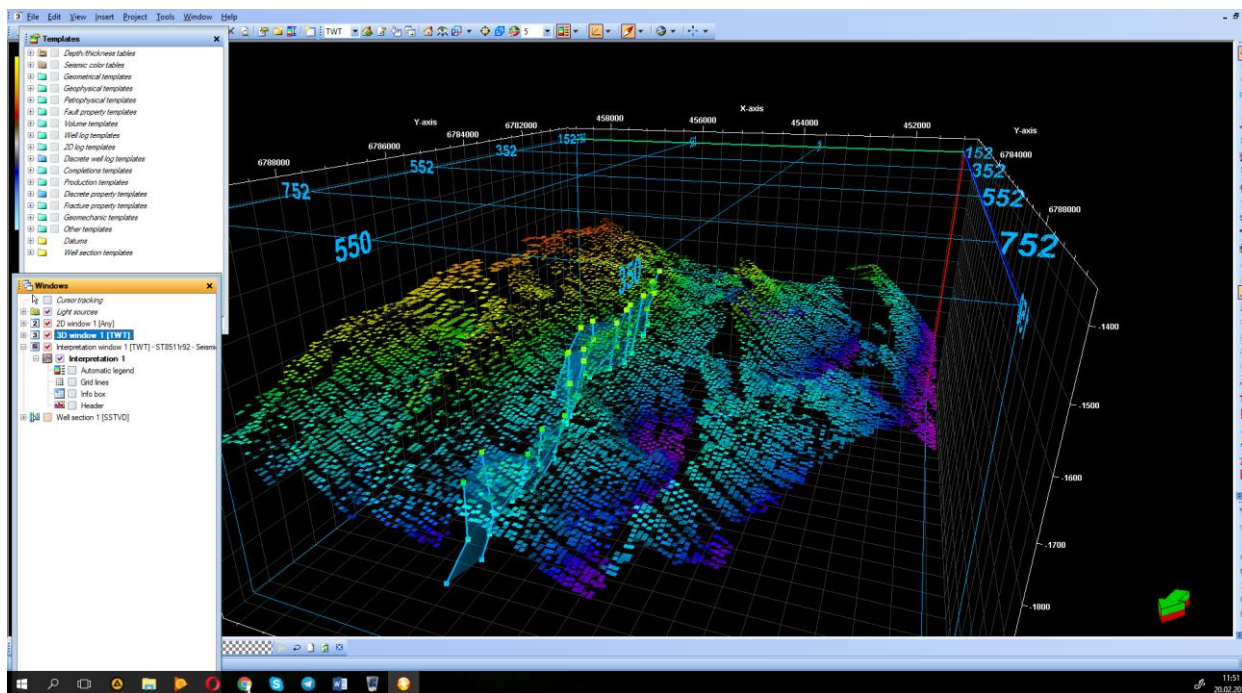 File Edit View Insert Project Tools Window Help
TWT
5
Templates
Depth/thickness tables
Seismic color tables
Geometrical templates
Geophysical templates
Petrophysical templates
Fault property templates
Volume templates
Well log templates
2D log templates
Discrete well log templates
Completions templates
Production templates
Discrete property templates
Fracture property templates
Geomechanic templates
Other templates
Datums
Well section templates
Windows
Cursor tracking
Light sources
2D window 1 [Any]
3D window 1 [TWT]
Interpretation window 1 [TWT] - ST8511r92 - Seismi
Interpretation 1
Automatic legend
Grid lines
Info box
Header
Well section 1 [SSTVD]
X-axis
458000 456000 454000 452000
Y-axis
6788000 6786000 6784000 6782000
752 552 352 152
550
350
Y-axis
6784000
6788000
152
352
552
752
-1400
-1500
-1600
-1700
-1800
11:51
20.02.20